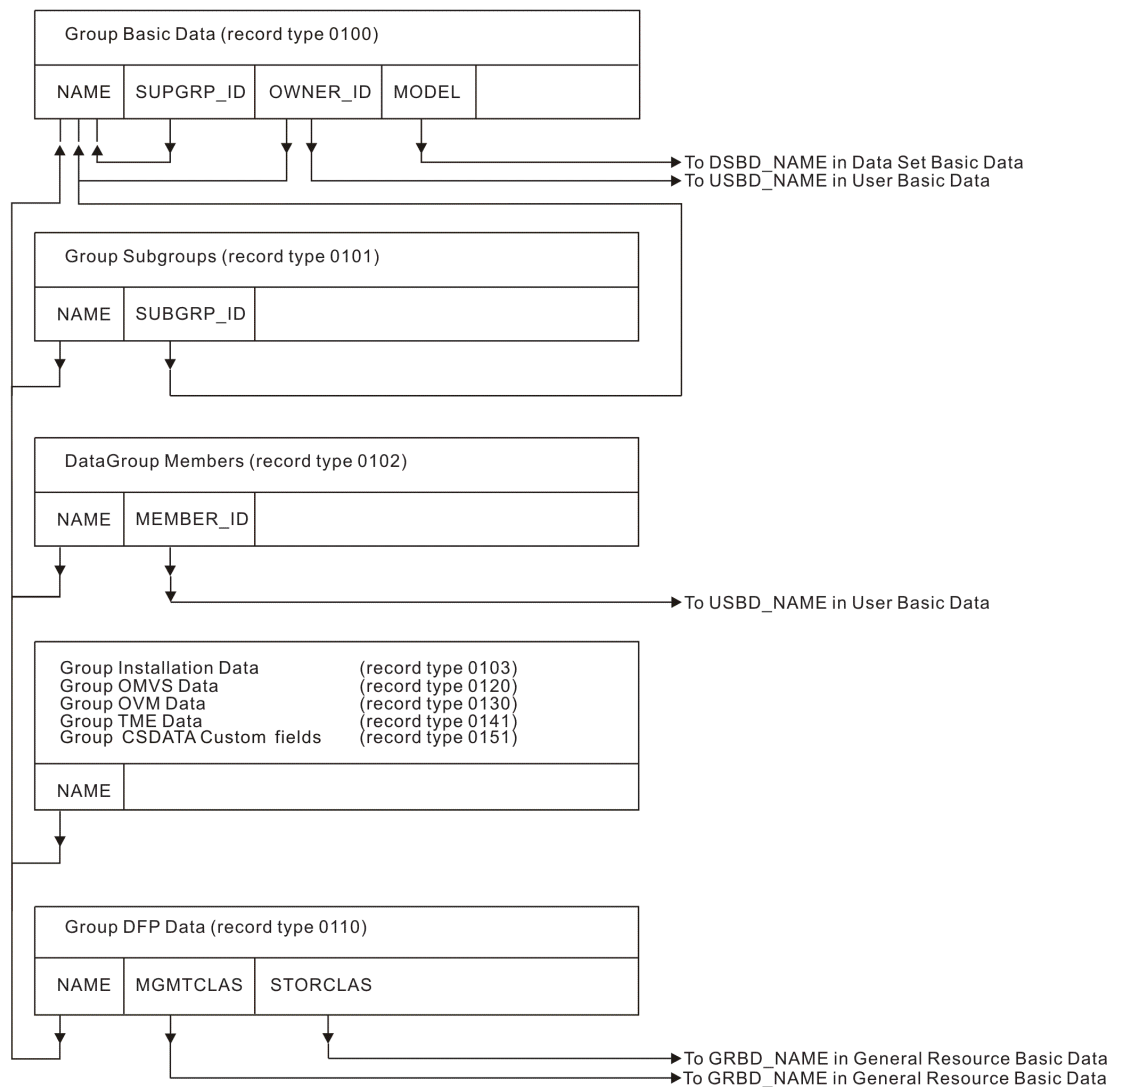 Group Basic Data (record type 0100)
NAME SUPGRP_ID OWNER_ID MODEL
To DSBD_NAME in Data Set Basic Data
To USBD_NAME in User Basic Data
Group Subgroups (record type 0101)
NAME SUBGRP_ID
DataGroup Members (record type 0102)
NAME MEMBER_ID
To USBD_NAME in User Basic Data
Group Installation Data (record type 0103)
Group OMVS Data (record type 0120)
Group OVM Data (record type 0130)
Group TME Data (record type 0141)
Group CSDATA Custom fields (record type 0151)
NAME
Group DFP Data (record type 0110)
NAME MGMTCLAS STORCLAS
To GRBD_NAME in General Resource Basic Data
To GRBD_NAME in General Resource Basic Data